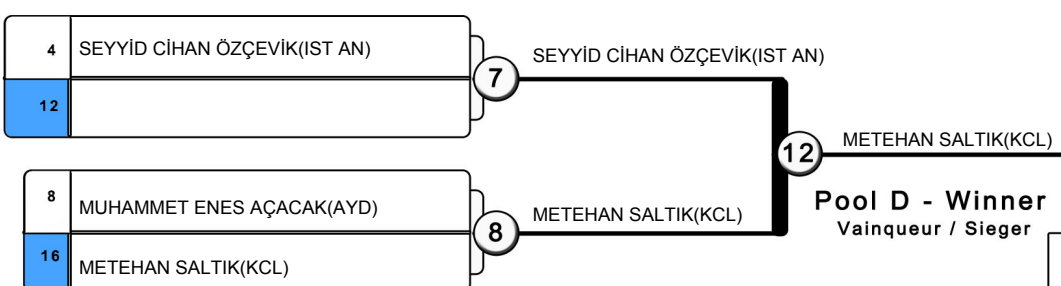 4 SEYYİD CİHAN ÖZÇEVİK(IST AN)
12
7
SEYYİD CİHAN ÖZÇEVİK(IST AN)
8 MUHAMMET ENES AÇACAK(AYD)
16 METEHAN SALTIK(KCL)
8
METEHAN SALTIK(KCL)
12
METEHAN SALTIK(KCL)
Pool D - Winner
Vainqueur / Sieger